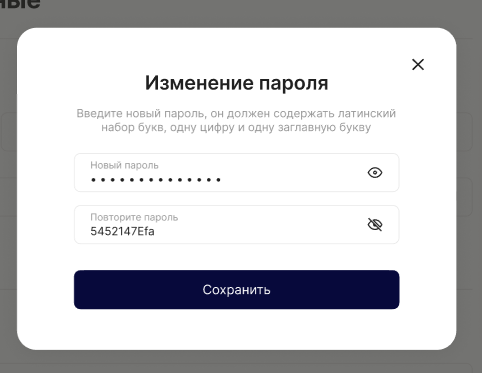 ные
Изменение пароля
Введите новый пароль, он должен содержать латинский
набор букв, одну цифру и одну заглавную букву
Новый пароль
••••••••••••••
Повторите пароль
5452147Efa
Сохранить